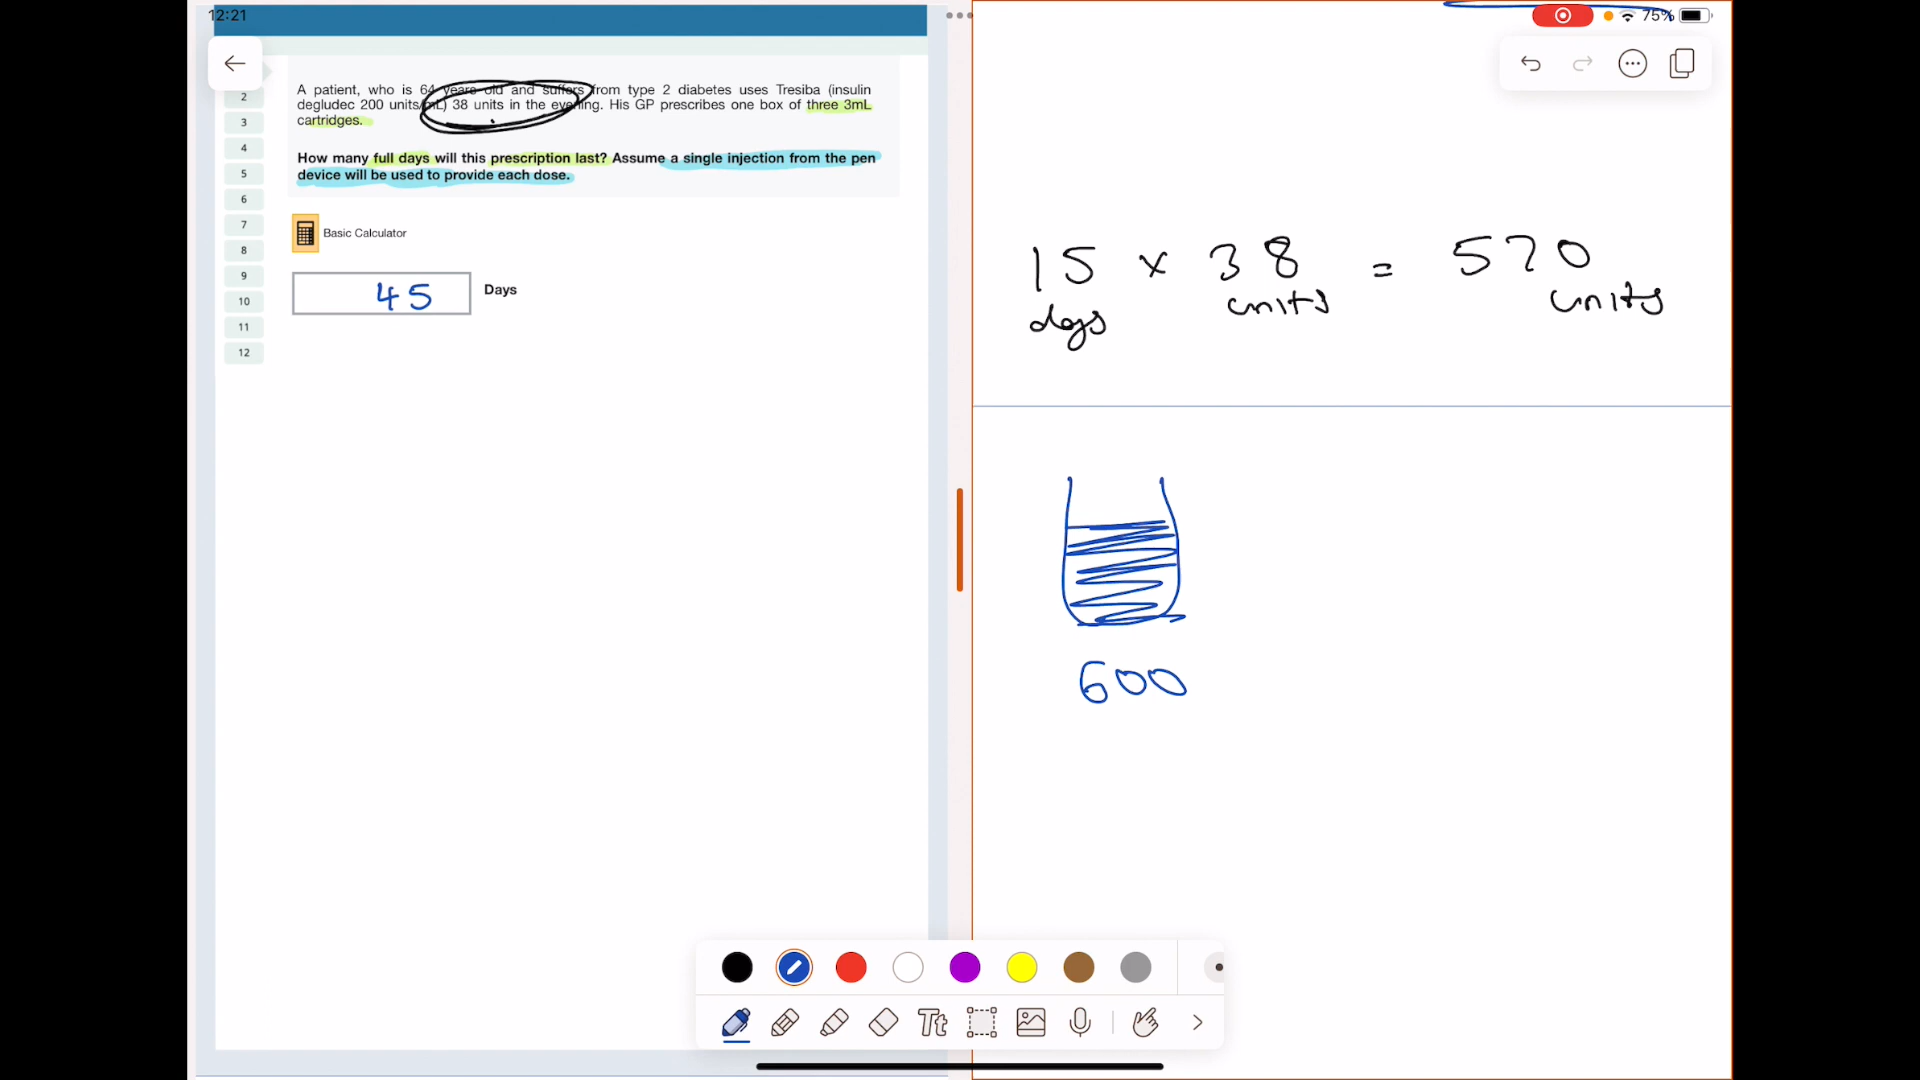 12:21
75%
2
3
4
5
6
7
8
9
10
11
12
A patient, who is 64 years old and suffers from type 2 diabetes uses Tresiba (insulin
degludec 200 units/mL) 38 units in the evening. His GP prescribes one box of three 3mL
cartridges.
How many full days will this prescription last? Assume a single injection from the pen
device will be used to provide each dose.
Basic Calculator
45 Days
15 x 38 = 570
days units units
600
Tt